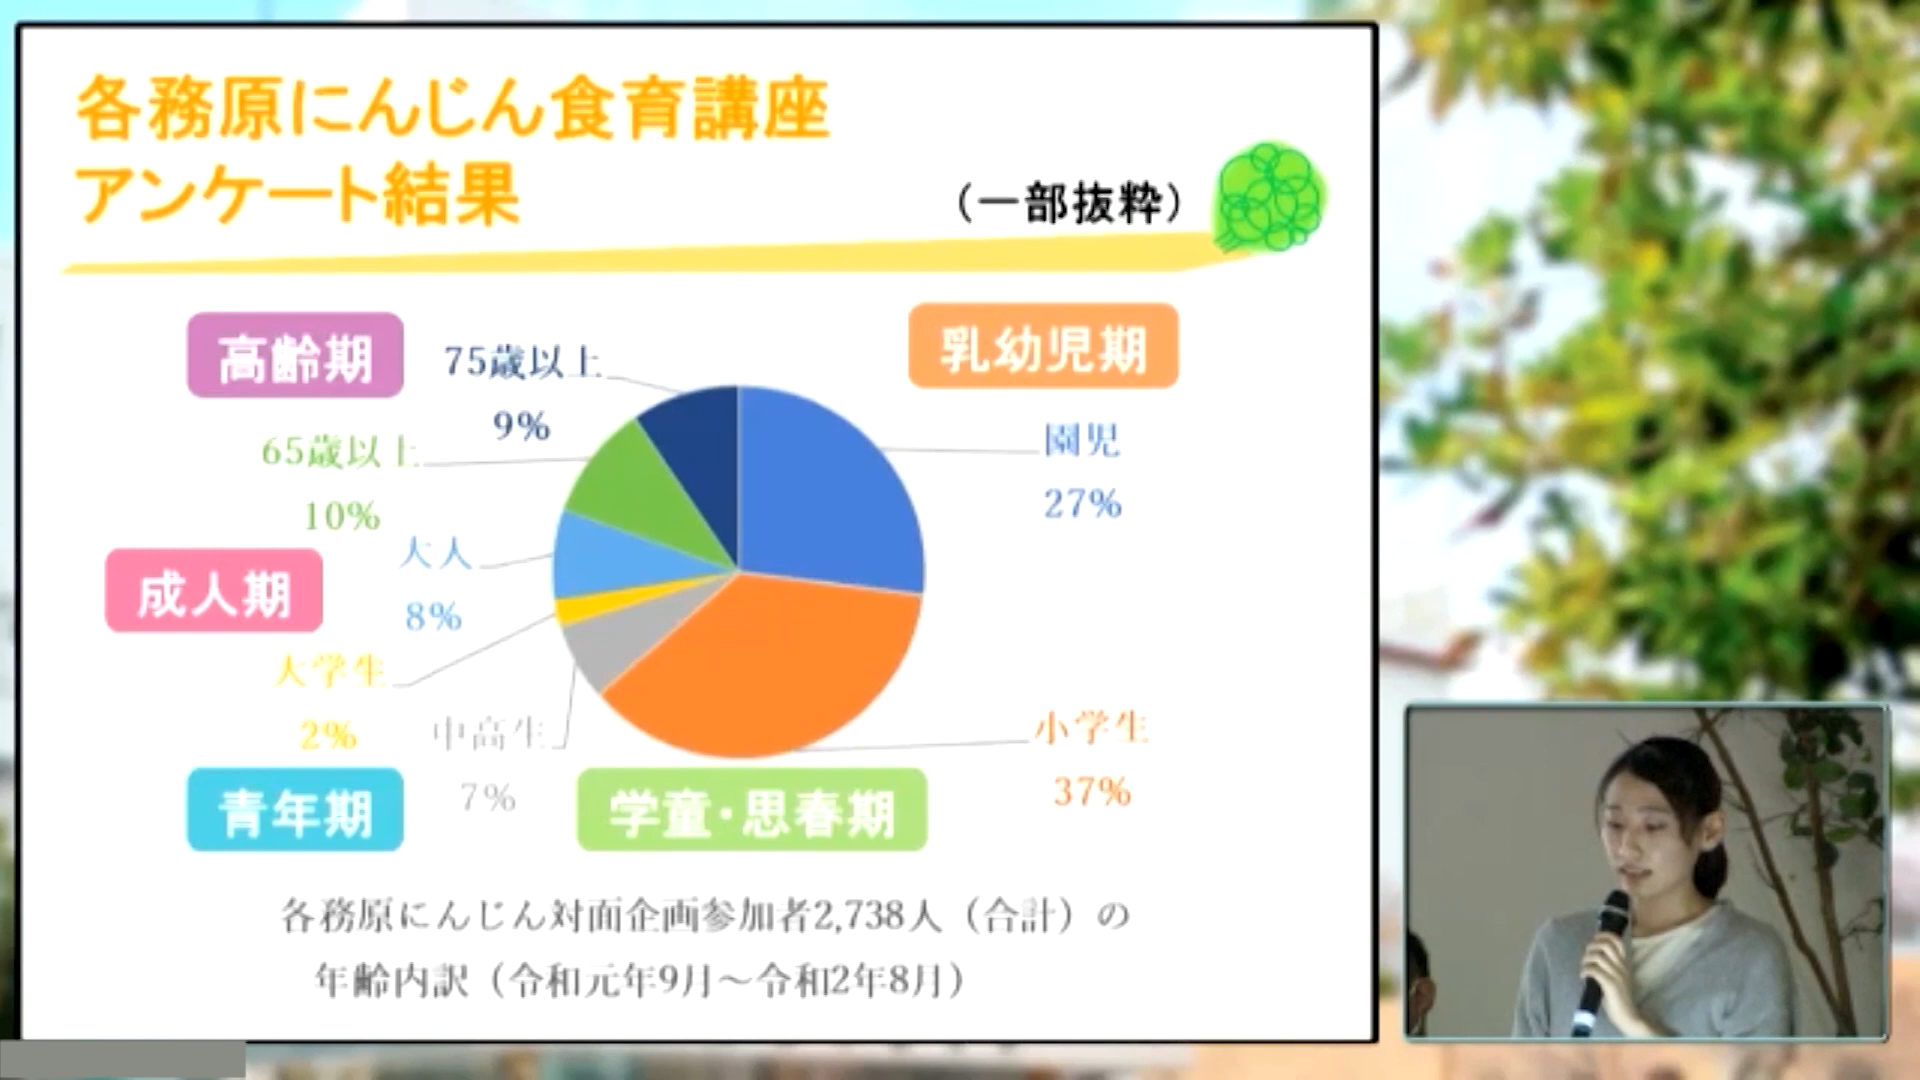 各務原にんじん食育講座
アンケート結果
（一部抜粋）
高齢期
75歳以上
9%
乳幼児期
園児
27%
65歳以上
10%
成人期
大人
8%
大学生
2%
中高生
7%
小学生
37%
青年期
学童・思春期
各務原にんじん対面企画参加者2,738人（合計）の
年齢内訳（令和元年9月～令和2年8月）